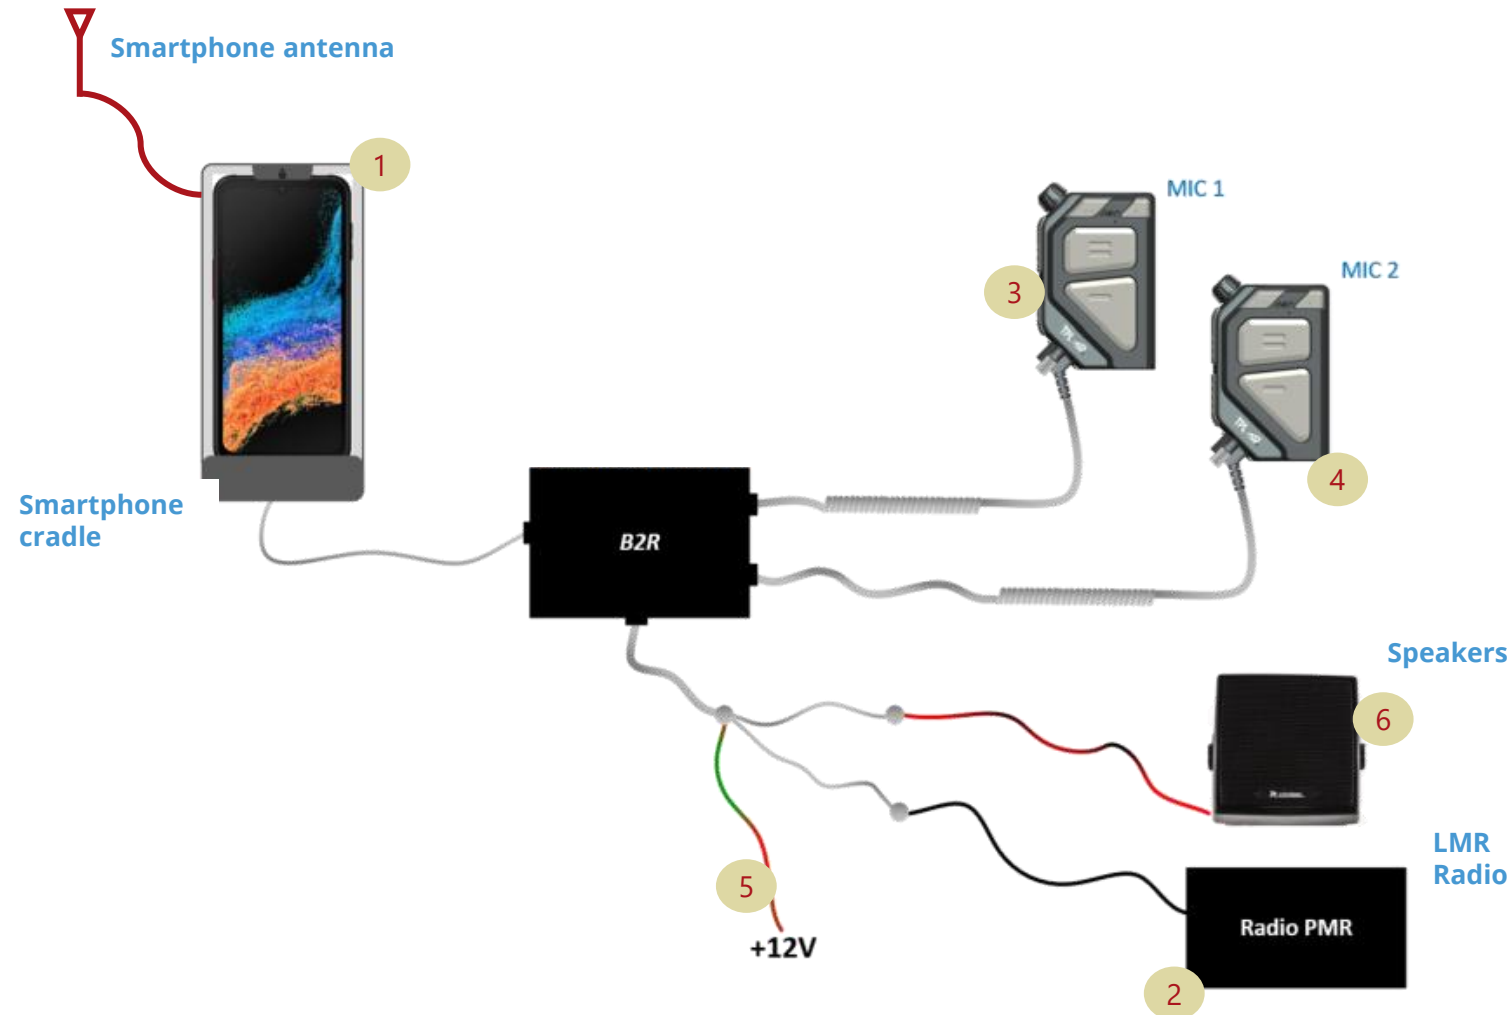 Smartphone antenna
1
MIC 1
MIC 2
3
4
Smartphone
cradle
B2R
Speakers
6
LMR
Radio
5
+12V
Radio PMR
2